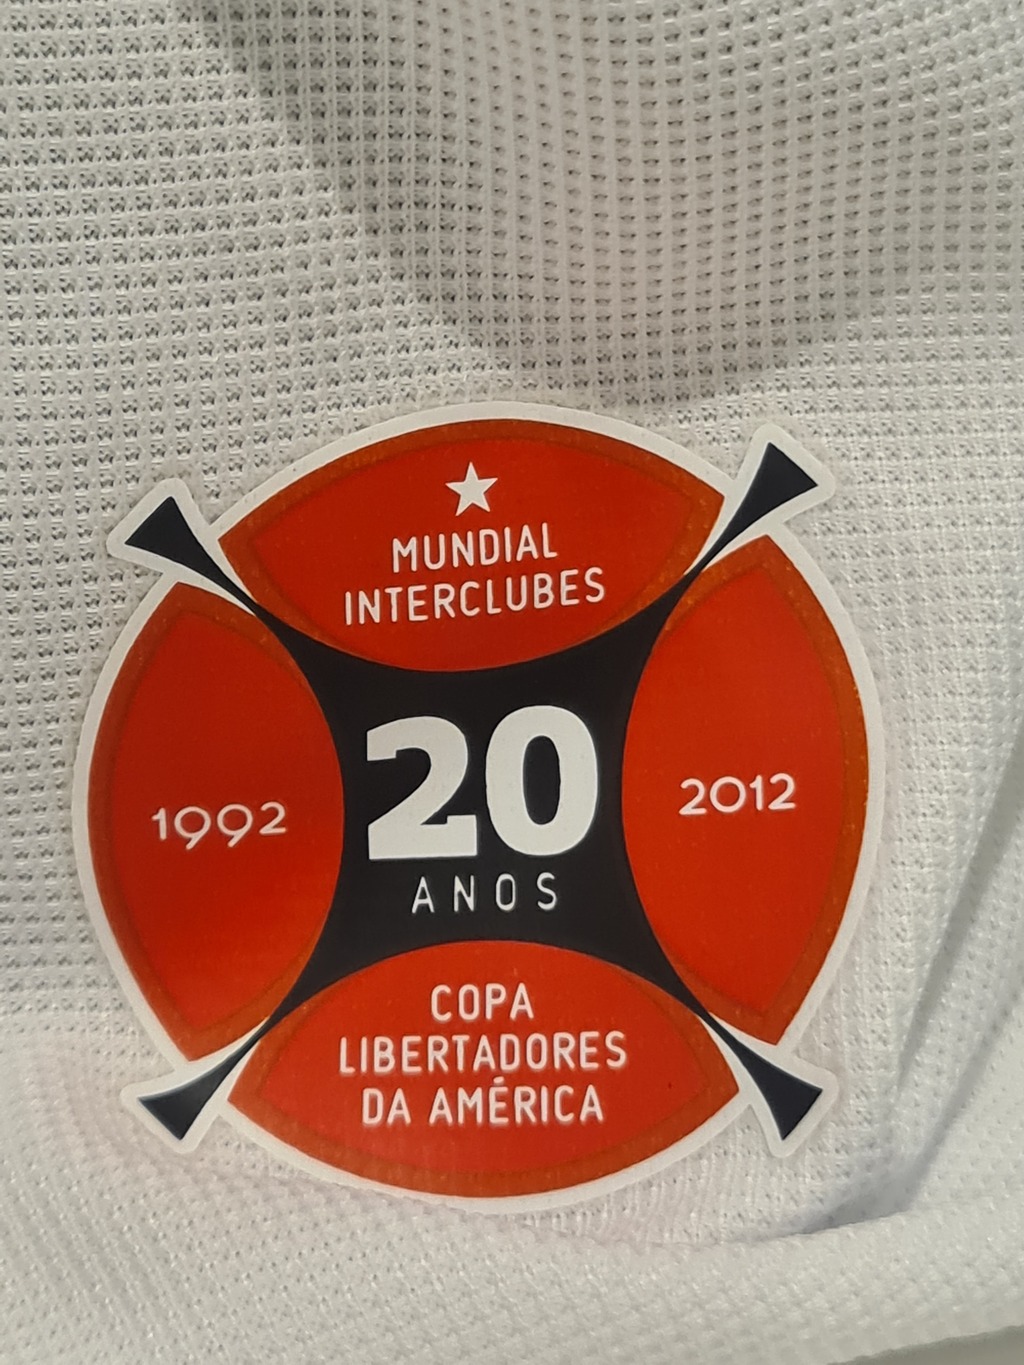 MUNDIAL
INTERCLUBES
1992
20
ANOS
2012
COPA
LIBERTADORES
DA AMÉRICA